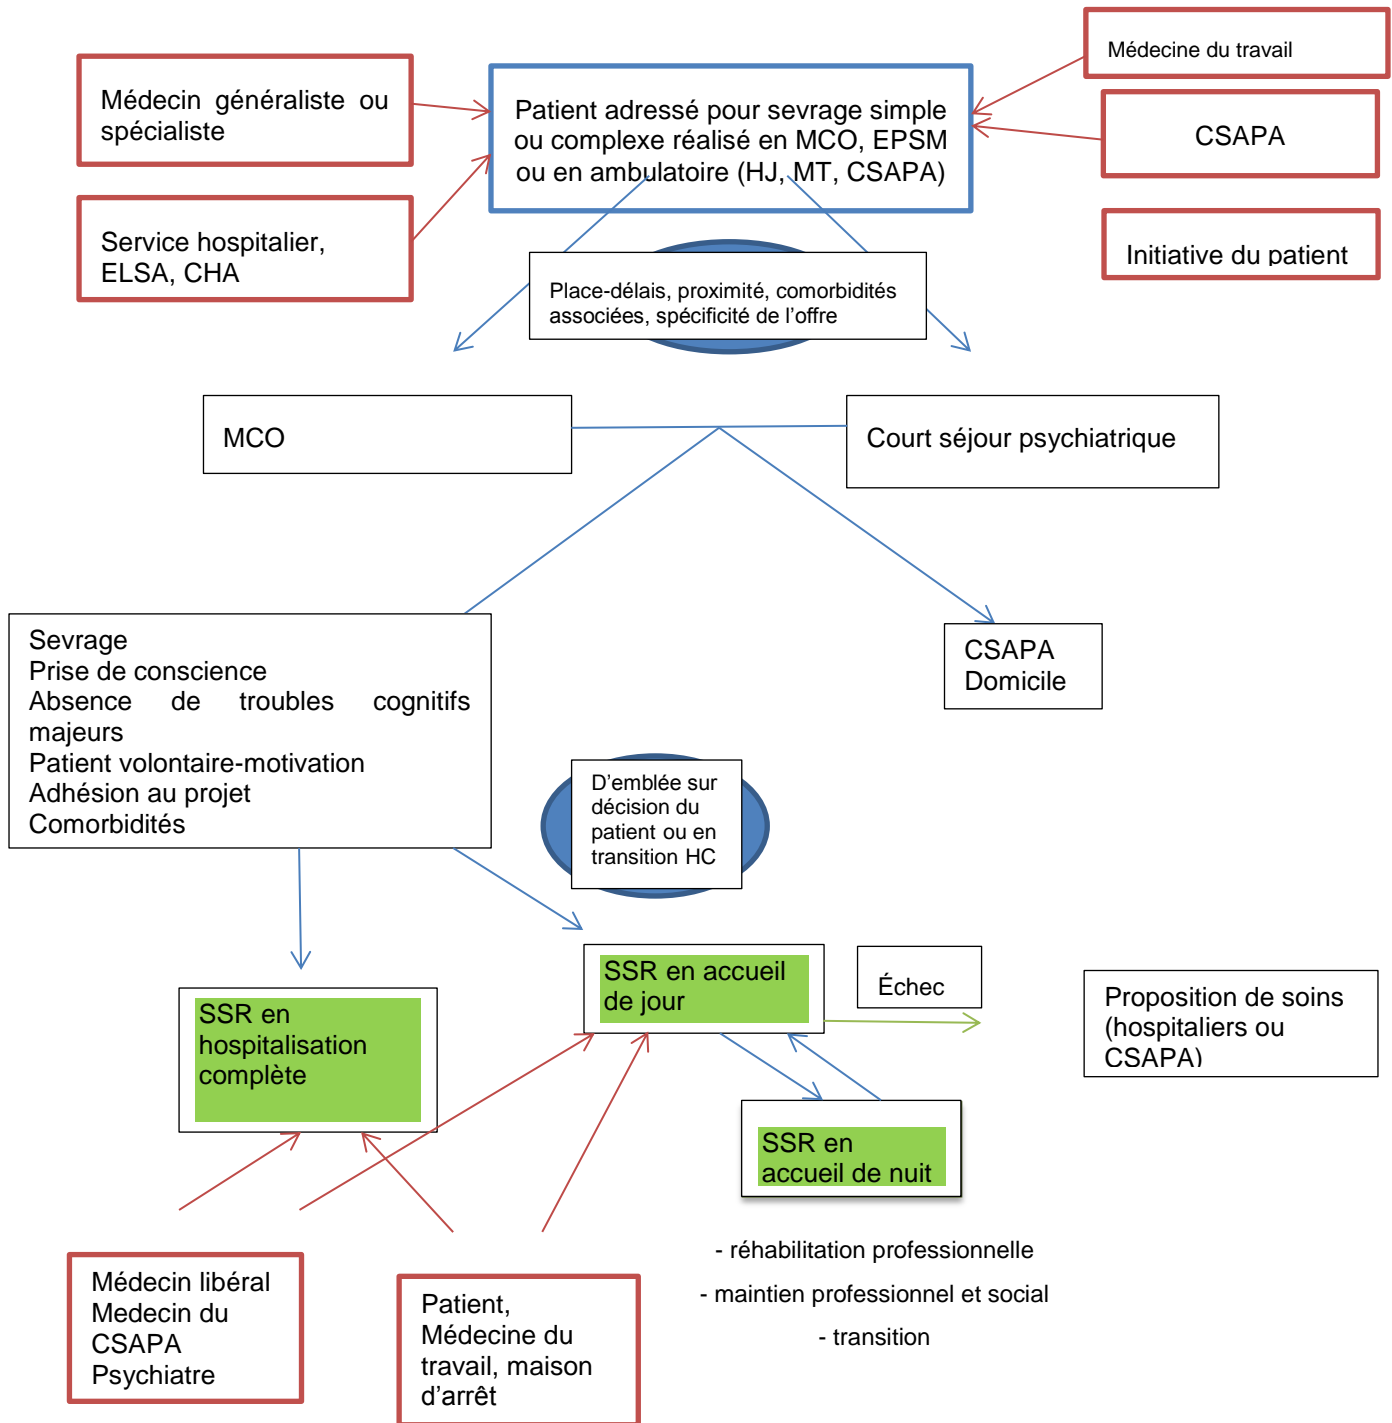 Médecin généraliste ou
spécialiste
Patient adressé pour sevrage simple
ou complexe réalisé en MCO, EPSM
ou en ambulatoire (HJ, MT, CSAPA)
Médecine du travail
CSAPA
Service hospitalier,
ELSA, CHA
Initiative du patient
Place-délais, proximité, comorbidités
associées, spécificité de l’offre
MCO
Court séjour psychiatrique
Sevrage
Prise de conscience
Absence de troubles cognitifs
majeurs
Patient volontaire-motivation
Adhésion au projet
Comorbidités
CSAPA
Domicile
D’emblée sur
décision du
patient ou en
transition HC
SSR en
hospitalisation
complète
SSR en accueil
de jour
Échec
Proposition de soins
(hospitaliers ou
CSAPA)
SSR en
accueil de nuit
- réhabilitation professionnelle
- maintien professionnel et social
- transition
Médecin libéral
Medecin du
CSAPA
Psychiatre
Patient,
Médecine du
travail, maison
d’arrêt